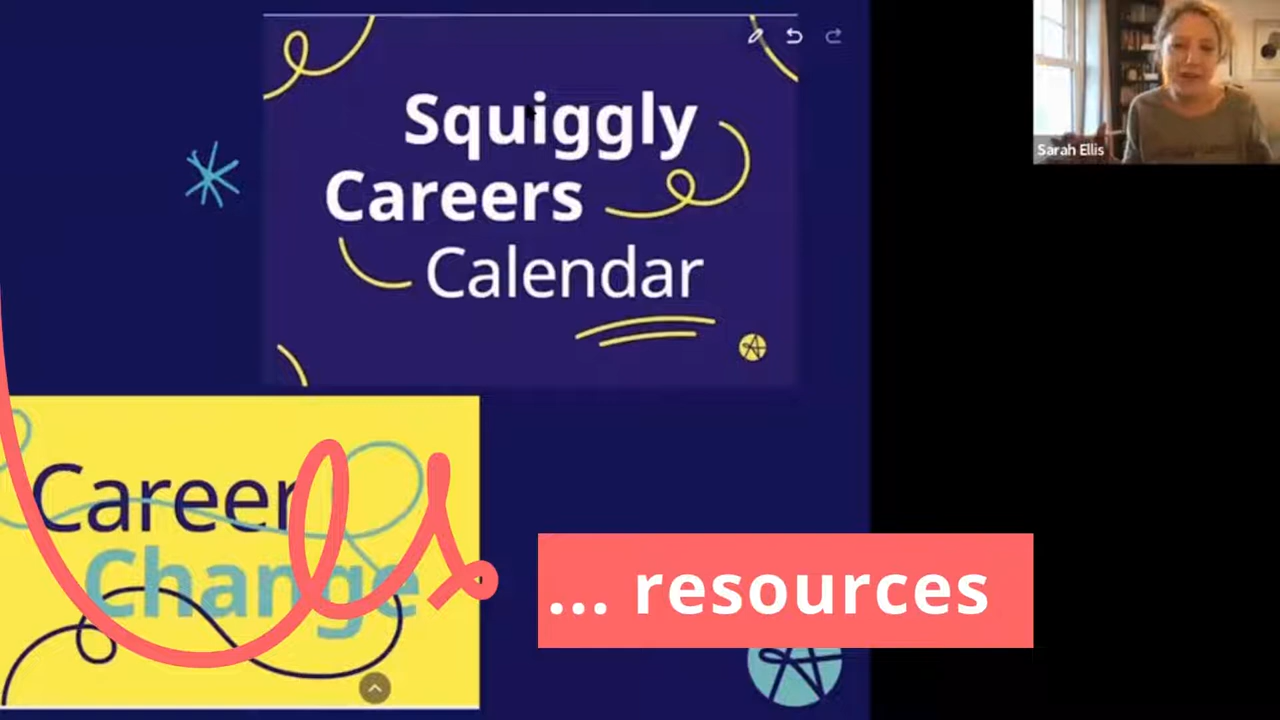 Squiggly
Careers
Calendar
Sarah Ellis
Career
Change
... resources